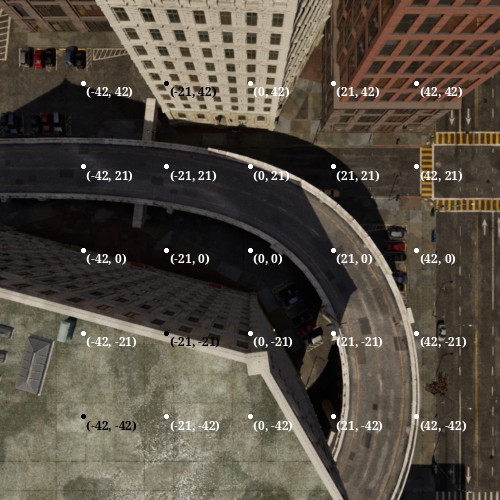 (-42, 42) (-21, 42) (0, 42) (21, 42) (42, 42)
(-42, 21) (-21, 21) (0, 21) (21, 21) (42, 21)
(-42, 0) (-21, 0) (0, 0) (21, 0) (42, 0)
(-42, -21) (-21, -21) (0, -21) (21, -21) (42, -21)
(-42, -42) (-21, -42) (0, -42) (21, -42) (42, -42)